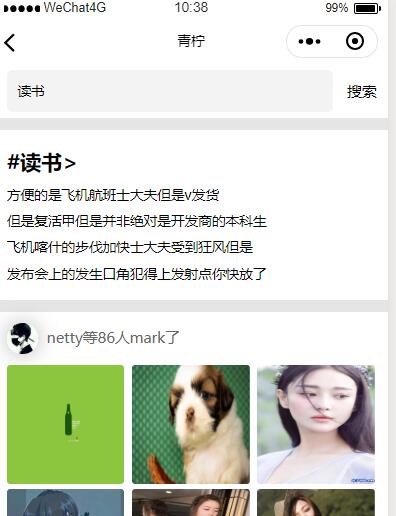 WeChat4G 10:38 99%
青柠
读书 搜索
#读书>
方便的是飞机航班士大夫但是v发货
但是复活甲但是并非绝对是开发商的本科生
飞机喀什的步伐加快士大夫受到狂风但是
发布会上的发生口角犯得上发射点你快放了
netty等86人mark了